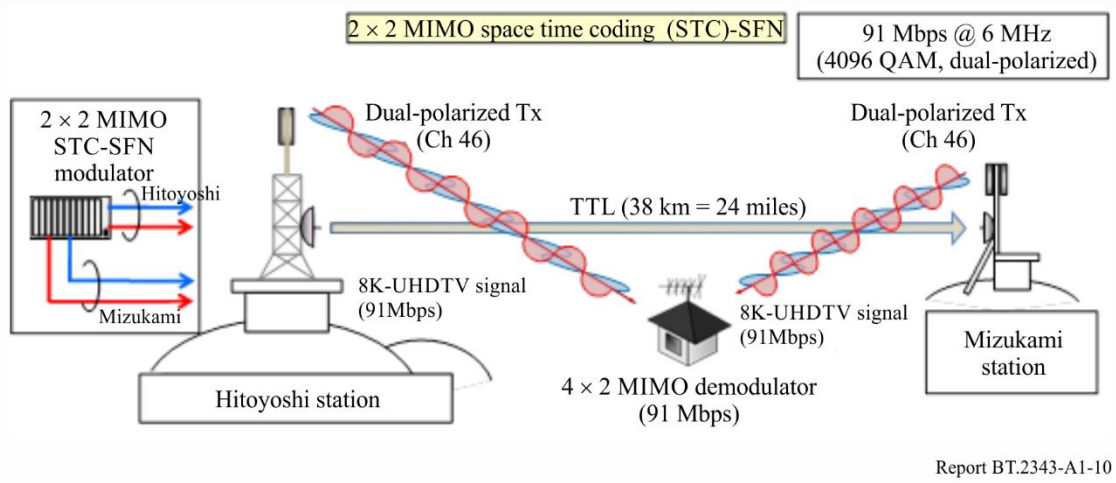 2 × 2 MIMO space time coding (STC)-SFN
91 Mbps @ 6 MHz
(4096 QAM, dual-polarized)
2 × 2 MIMO
STC-SFN
modulator
Hitoyoshi
Mizukami
Dual-polarized Tx
(Ch 46)
Dual-polarized Tx
(Ch 46)
TTL (38 km = 24 miles)
8K-UHDTV signal
(91Mbps)
8K-UHDTV signal
(91Mbps)
Hitoyoshi station
4 × 2 MIMO demodulator
(91 Mbps)
Mizukami
station
Report BT.2343-A1-10